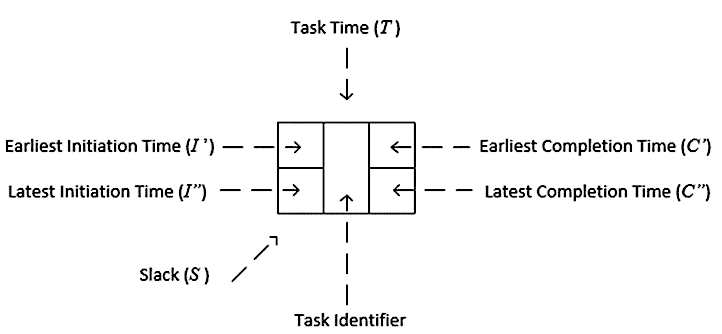 Task Time (T)
Earliest Initiation Time (I’)
Earliest Completion Time (C’)
Latest Initiation Time (I”)
Latest Completion Time (C”)
Slack (S )
Task Identifier